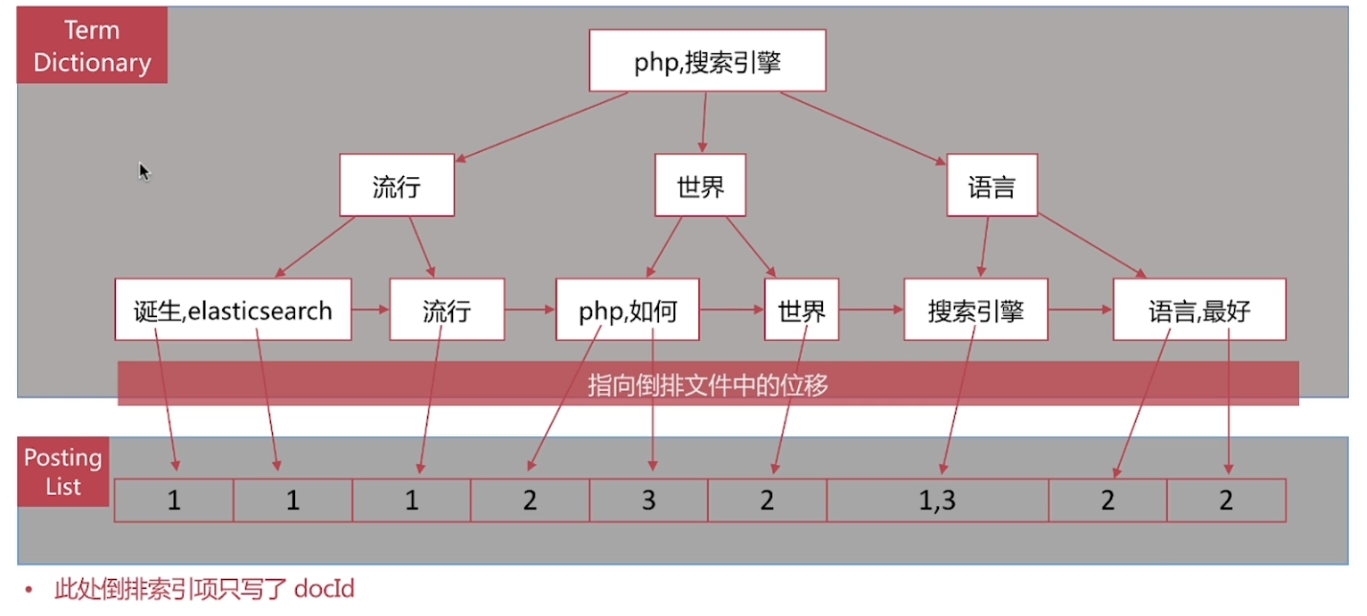 Term
Dictionary
php,搜索引擎
流行
世界
语言
诞生,elasticsearch
流行
php,如何
世界
搜索引擎
语言,最好
指向倒排文件中的位移
Posting
List
1
1
1
2
3
2
1,3
2
2
• 此处倒排索引项只写了 docId